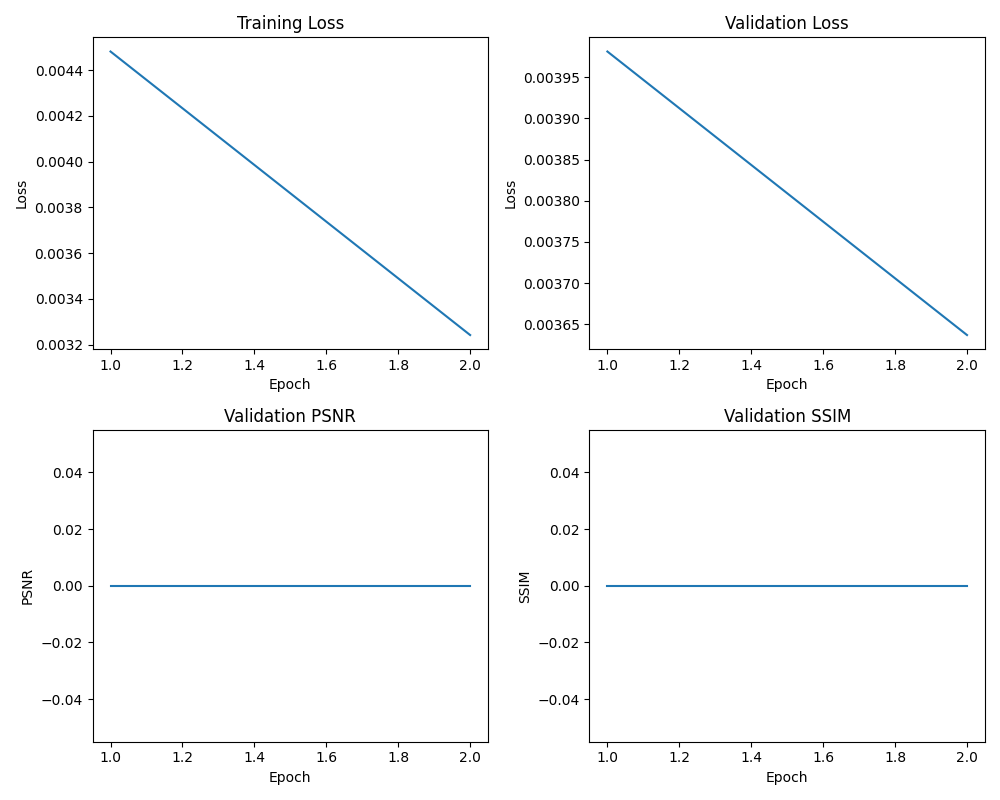 Training Loss
Loss
0.0044
0.0042
0.0040
0.0038
0.0036
0.0034
0.0032
1.0 1.2 1.4 1.6 1.8 2.0
Epoch
Validation Loss
Loss
0.00395
0.00390
0.00385
0.00380
0.00375
0.00370
0.00365
1.0 1.2 1.4 1.6 1.8 2.0
Epoch
Validation PSNR
PSNR
0.04
0.02
0.00
−0.02
−0.04
1.0 1.2 1.4 1.6 1.8 2.0
Epoch
Validation SSIM
SSIM
0.04
0.02
0.00
−0.02
−0.04
1.0 1.2 1.4 1.6 1.8 2.0
Epoch